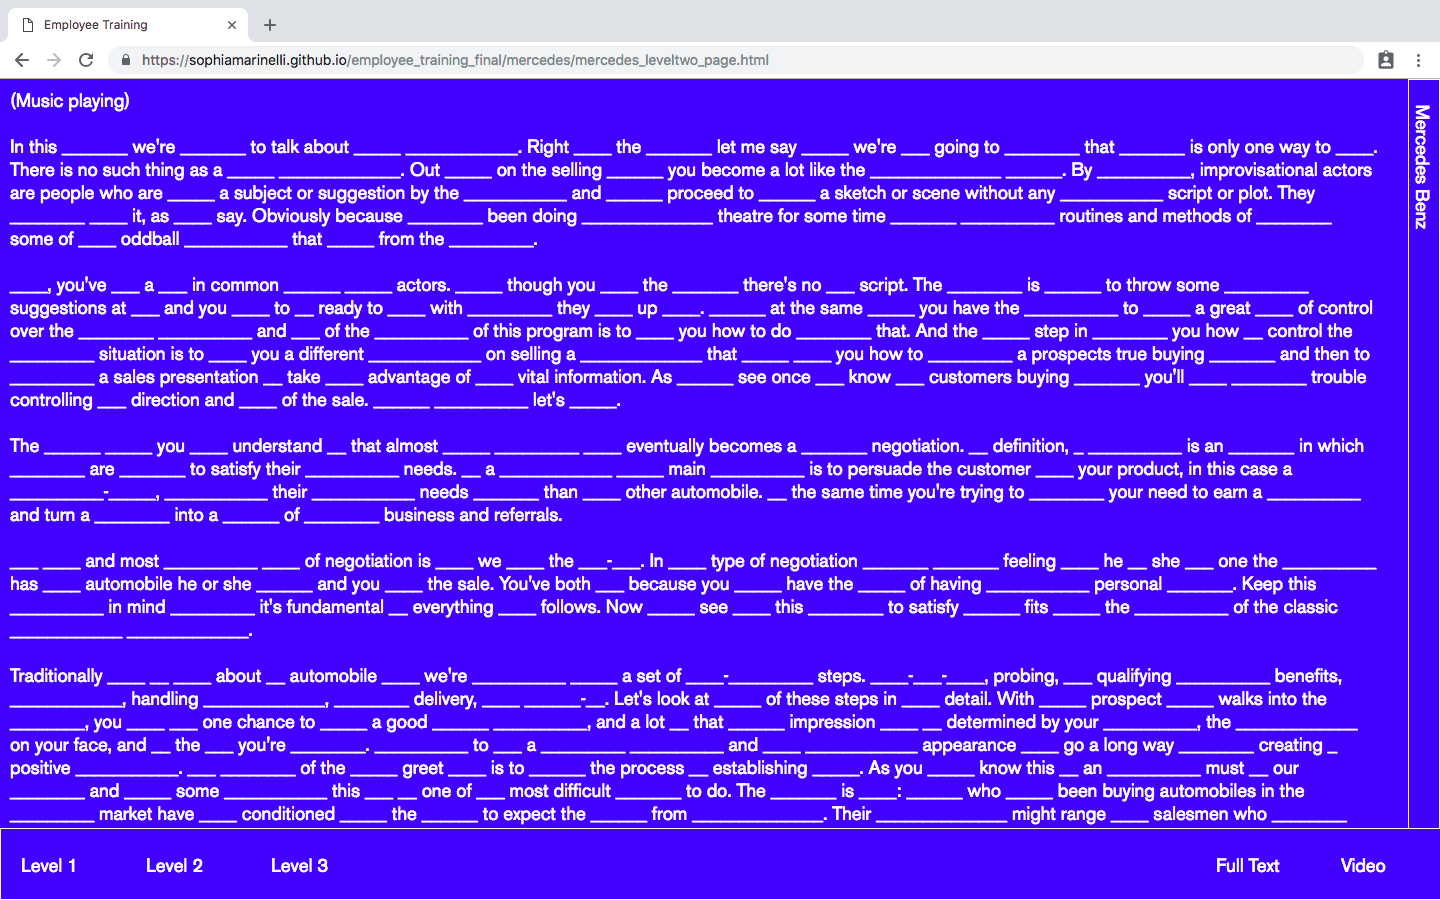 Employee Training
https://sophiamarinelli.github.io/employee_training_final/mercedes/mercedes_leveltwo_page.html
(Music playing)
In this _______ we're _______ to talk about _____ ____________. Right ____ the _______ let me say _____ we're ___ going to ________ that _______ is only one way to ____.
There is no such thing as a _____ _____________. Out _____ on the selling ______ you become a lot like the ______________ ______. By __________, improvisational actors
are people who are _____ a subject or suggestion by the ___________ and ______ proceed to ______ a sketch or scene without any ___________ script or plot. They
________ ____ it, as ____ say. Obviously because ________ been doing ______________ theatre for some time _______ __________ routines and methods of ________
some of ____ oddball ___________ that _____ from the _________.
____, you've ___ a ___ in common ______ _____ actors. _____ though you ____ the _______ there's no ___ script. The ________ is ______ to throw some _________
suggestions at ___ and you ____ to __ ready to ____ with _________ they ____ up ____. ______ at the same _____ you have the __________ to _____ a great ____ of control
over the ________ __________ and ___ of the __________ of this program is to ____ you how to do ________ that. And the _____ step in ________ you how __ control the
_________ situation is to ____ you a different ____________ on selling a _____________ that _____ ____ you how to _________ a prospects true buying _______ and then to
_________ a sales presentation __ take ____ advantage of ____ vital information. As ______ see once ___ know ___ customers buying _______ you'll ____ ________ trouble
controlling ___ direction and ____ of the sale. ______ __________ let's _____.
The ______ _____ you ____ understand __ that almost _____ __________ ____ eventually becomes a _______ negotiation. __ definition, _ __________ is an _______ in which
________ are _______ to satisfy their __________ needs. __ a ____________ _____ main __________ is to persuade the customer ____ your product, in this case a
__________-_____, ___________ their ___________ needs _______ than ____ other automobile. __ the same time you're trying to ________ your need to earn a __________
and turn a ________ into a ______ of ________ business and referrals.
___ ____ and most __________ ____ of negotiation is ____ we ____ the ___-___. In ____ type of negotiation _______ _______ feeling ____ he __ she ___ one the __________
has ____ automobile he or she ______ and you ____ the sale. You've both ___ because you _____ have the _____ of having ___________ personal _______. Keep this
__________ in mind _________ it's fundamental __ everything ____ follows. Now _____ see ____ this ________ to satisfy ______ fits _____ the __________ of the classic
____________ _____________.
Traditionally ____ __ ____ about __ automobile ____ we're __________ _____ a set of ____-_________ steps. ____-___-____, probing, ___ qualifying __________ benefits,
____________, handling _____________, ________ delivery, ____ ______-__. Let's look at _____ of these steps in ____ detail. With _____ prospect _____ walks into the
________, you ____ ___ one chance to _____ a good ______ __________, and a lot __ that ______ impression ____ __ determined by your __________, the _____________
on your face, and __ the ___ you're ________. __________ to ___ a _________ __________ and ____ ____________ appearance ____ go a long way ________ creating _
positive ___________. ___ ________ of the _____ greet ____ is to ______ the process __ establishing _____. As you _____ know this __ an __________ must __ our
________ and _____ some ___________ this ___ __ one of ___ most difficult _______ to do. The _______ is ____: ______ who _____ been buying automobiles in the
_________ market have ____ conditioned _____ the ______ to expect the ______ from ______________. Their ______________ might range ____ salesmen who ________
Mercedes Benz
Level 1 Level 2 Level 3 Full Text Video